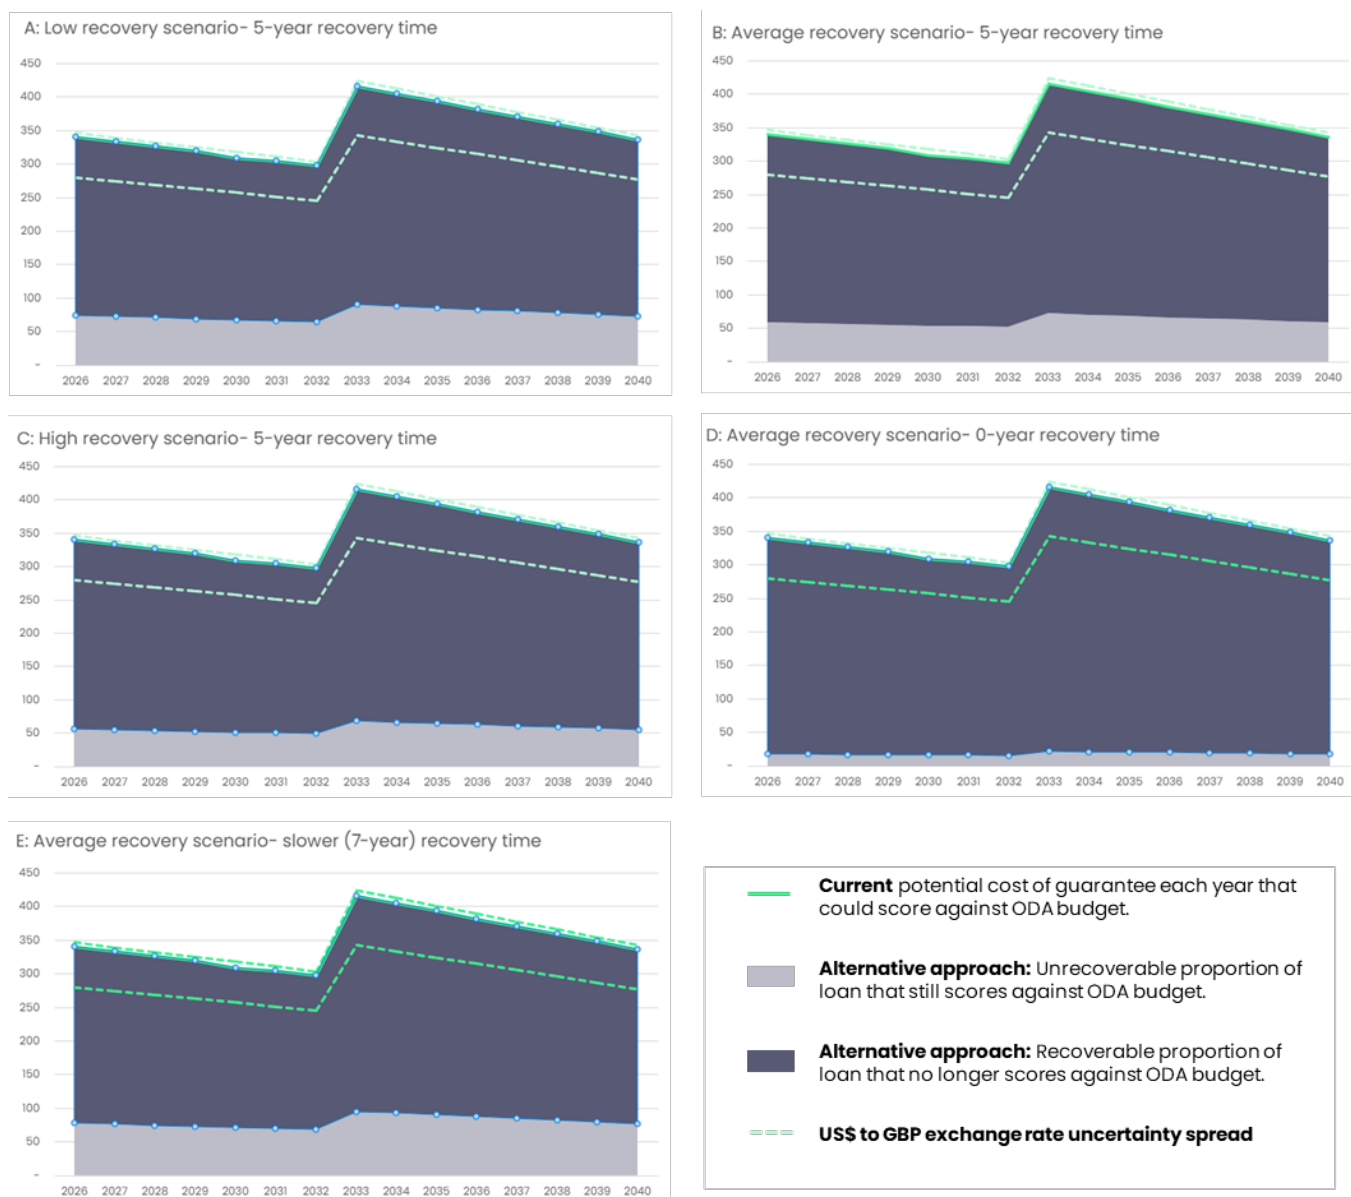 A: Low recovery scenario- 5-year recovery time
450
400
350
300
250
200
150
100
50
-
2026 2027 2028 2029 2030 2031 2032 2033 2034 2035 2036 2037 2038 2039 2040
B: Average recovery scenario- 5-year recovery time
450
400
350
300
250
200
150
100
50
-
2026 2027 2028 2029 2030 2031 2032 2033 2034 2035 2036 2037 2038 2039 2040
C: High recovery scenario- 5-year recovery time
450
400
350
300
250
200
150
100
50
-
2026 2027 2028 2029 2030 2031 2032 2033 2034 2035 2036 2037 2038 2039 2040
D: Average recovery scenario- 0-year recovery time
450
400
350
300
250
200
150
100
50
-
2026 2027 2028 2029 2030 2031 2032 2033 2034 2035 2036 2037 2038 2039 2040
E: Average recovery scenario- slower (7-year) recovery time
450
400
350
300
250
200
150
100
50
-
2026 2027 2028 2029 2030 2031 2032 2033 2034 2035 2036 2037 2038 2039 2040
Current potential cost of guarantee each year that
could score against ODA budget.
Alternative approach: Unrecoverable proportion of
loan that still scores against ODA budget.
Alternative approach: Recoverable proportion of
loan that no longer scores against ODA budget.
US$ to GBP exchange rate uncertainty spread